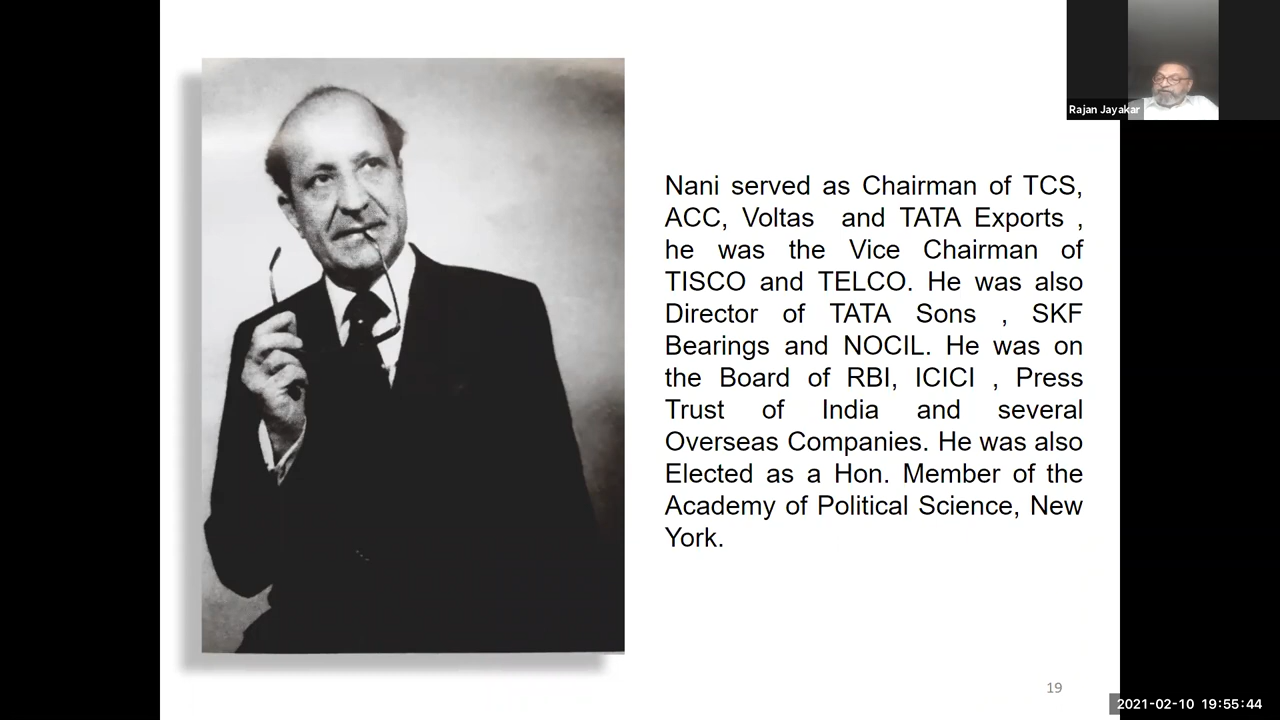 Rajan Jayakar
Nani served as Chairman of TCS,
ACC, Voltas and TATA Exports ,
he was the Vice Chairman of
TISCO and TELCO. He was also
Director of TATA Sons , SKF
Bearings and NOCIL. He was on
the Board of RBI, ICICI , Press
Trust of India and several
Overseas Companies. He was also
Elected as a Hon. Member of the
Academy of Political Science, New
York.
19
2021-02-10 19:55:44